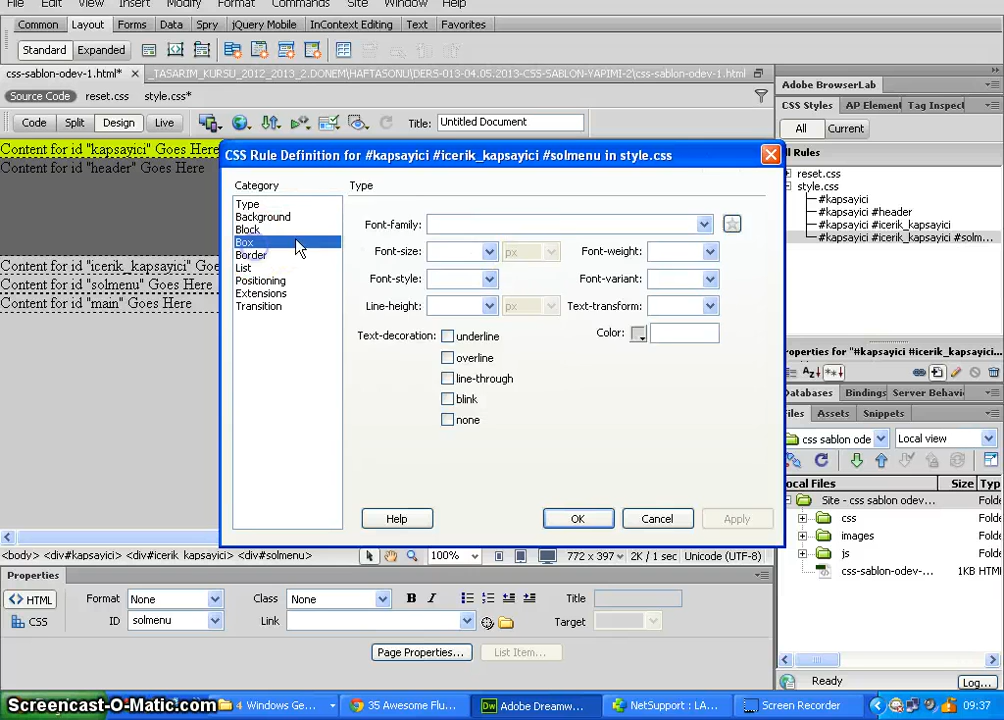 File Edit View Insert Modify Format Commands Site Window Help
Common Layout Forms Data Spry jQuery Mobile InContext Editing Text Favorites
Standard Expanded
css-sablon-odev-1.html* _TASARIM_KURSU_2012_2013_2.DONEM\HAFTASONU\DERS-013-04.05.2013-CSS-SABLON-YAPIMI-2\css-sablon-odev-1.html
Source Code reset.css style.css*
Code Split Design Live Title: Untitled Document
Content for id "kapsayici" Goes Here
Content for id "header" Goes Here
Content for id "icerik_kapsayici" Go
Content for id "solmenu" Goes Here
Content for id "main" Goes Here
CSS Rule Definition for #kapsayici #icerik_kapsayici #solmenu in style.css
Category
Type
Background
Block
Box
Border
List
Positioning
Extensions
Transition
Type
Font-family:
Font-size: px Font-weight:
Font-style: Font-variant:
Line-height: px Text-transform:
Text-decoration: underline Color:
overline
line-through
blink
none
Help OK Cancel Apply
<body> <div#kapsayici> <div#icerik kapsayici> <div#solmenu> 100% 772 x 397 2K / 1 sec Unicode (UTF-8)
Properties
HTML Format None Class None B I Title
CSS ID solmenu Link Target
Page Properties... List Item...
Adobe BrowserLab
CSS Styles AP Element Tag Inspect
All Current
All Rules
reset.css
style.css
#kapsayici
#kapsayici #header
#kapsayici #icerik_kapsayici
#kapsayici #icerik_kapsayici #solm...
Properties for "#kapsayici #icerik_kapsayici...
Databases Bindings Server Behavi
Files Assets Snippets
css sablon ode Local view
Local Files Size Typ
Site - css sablon odev... Folde
css Folde
images Folde
js Folde
css-sablon-odev-... 1KB HTM
Ready Log...
Screencast-O-Matic.com 4 Windows Ge... 35 Awesome Flu... Adobe Dreamw... NetSupport : LA... Screen Recorder 09:37